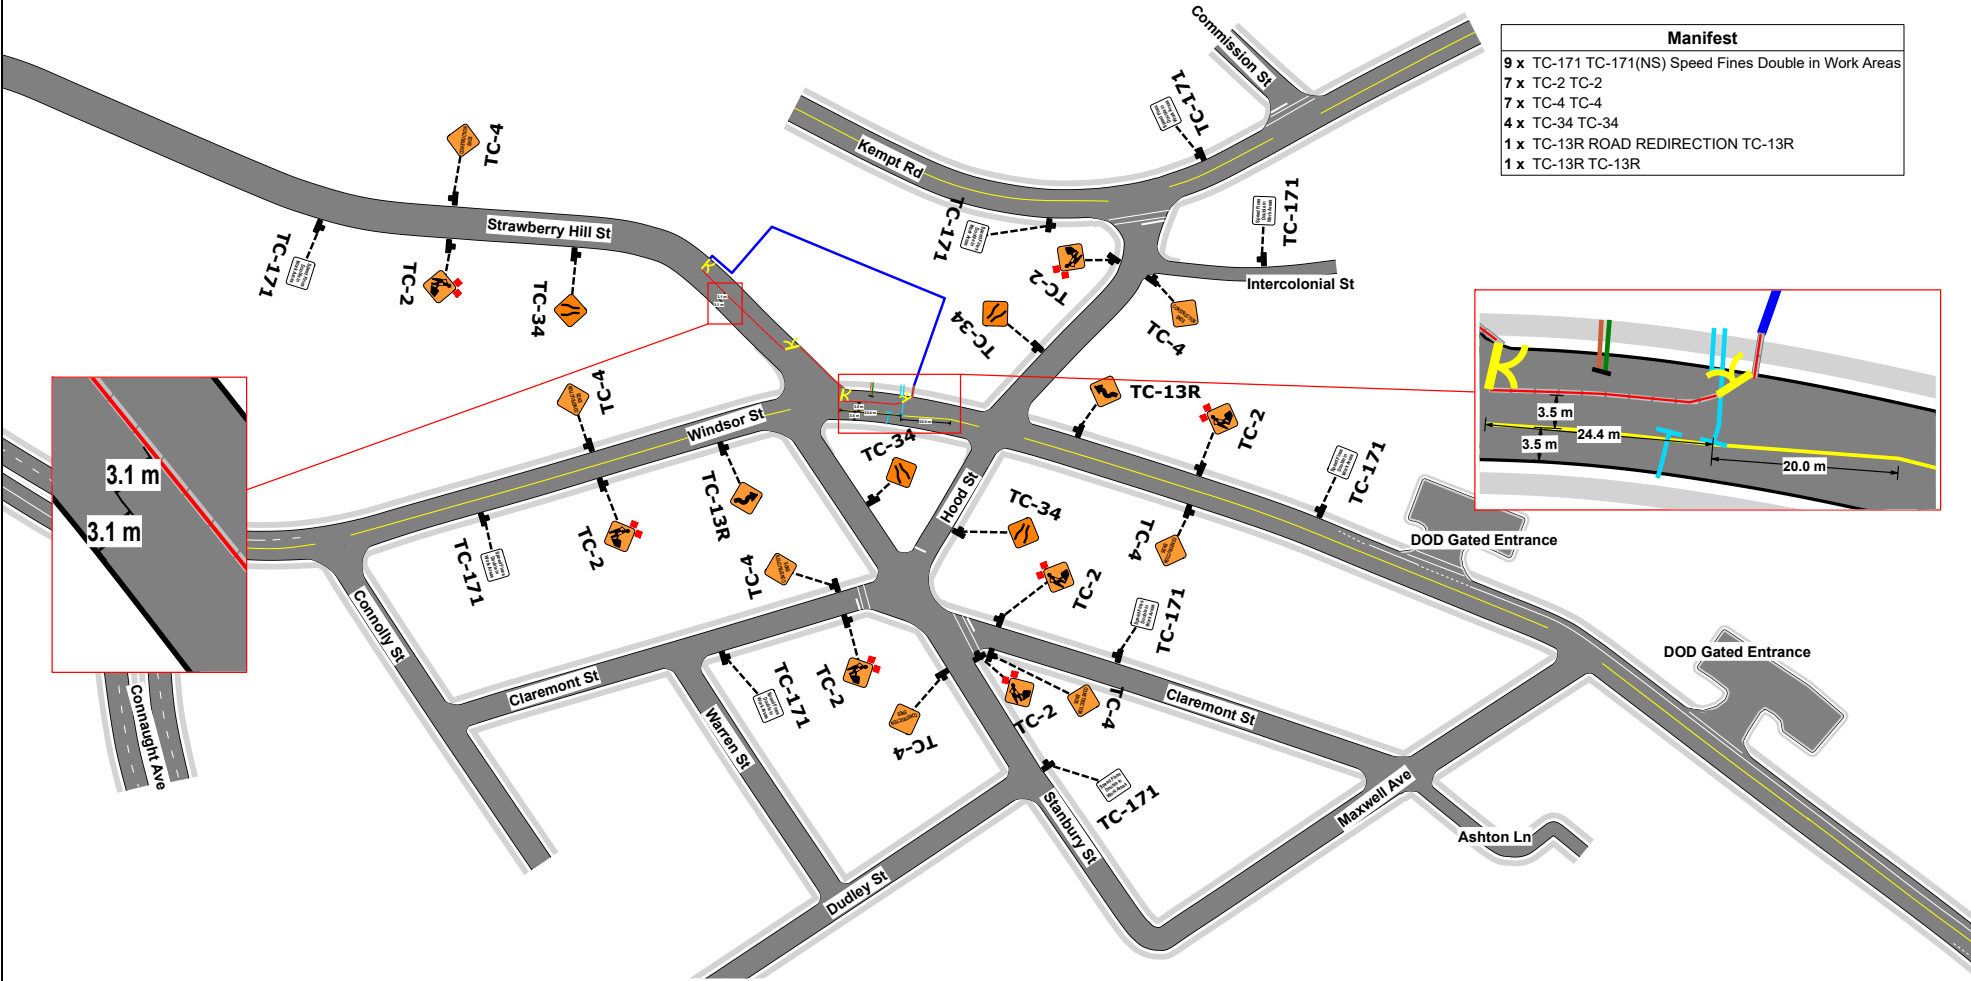 Manifest
9 x TC-171 TC-171(NS) Speed Fines Double in Work Areas
7 x TC-2 TC-2
7 x TC-4 TC-4
4 x TC-34 TC-34
1 x TC-13R ROAD REDIRECTION TC-13R
1 x TC-13R TC-13R
Commission St
TC-171
Kempt Rd
TC-4
Strawberry Hill St
TC-171
TC-2
TC-34
TC-171
TC-2
TC-171
Intercolonial St
TC-34
TC-4
3.5 m
24.4 m
3.5 m
20.0 m
3.1 m
3.1 m
TC-4
Windsor St
TC-34
TC-13R
TC-2
TC-171
TC-171
TC-2
TC-13R
TC-4
Hood St
TC-34
TC-4
TC-2
DOD Gated Entrance
TC-171
DOD Gated Entrance
Connolly St
Connaught Ave
Claremont St
Warren St
TC-171
TC-2
TC-4
TC-2
TC-4
Claremont St
TC-171
Stanbury St
Maxwell Ave
Ashton Ln
Dudley St